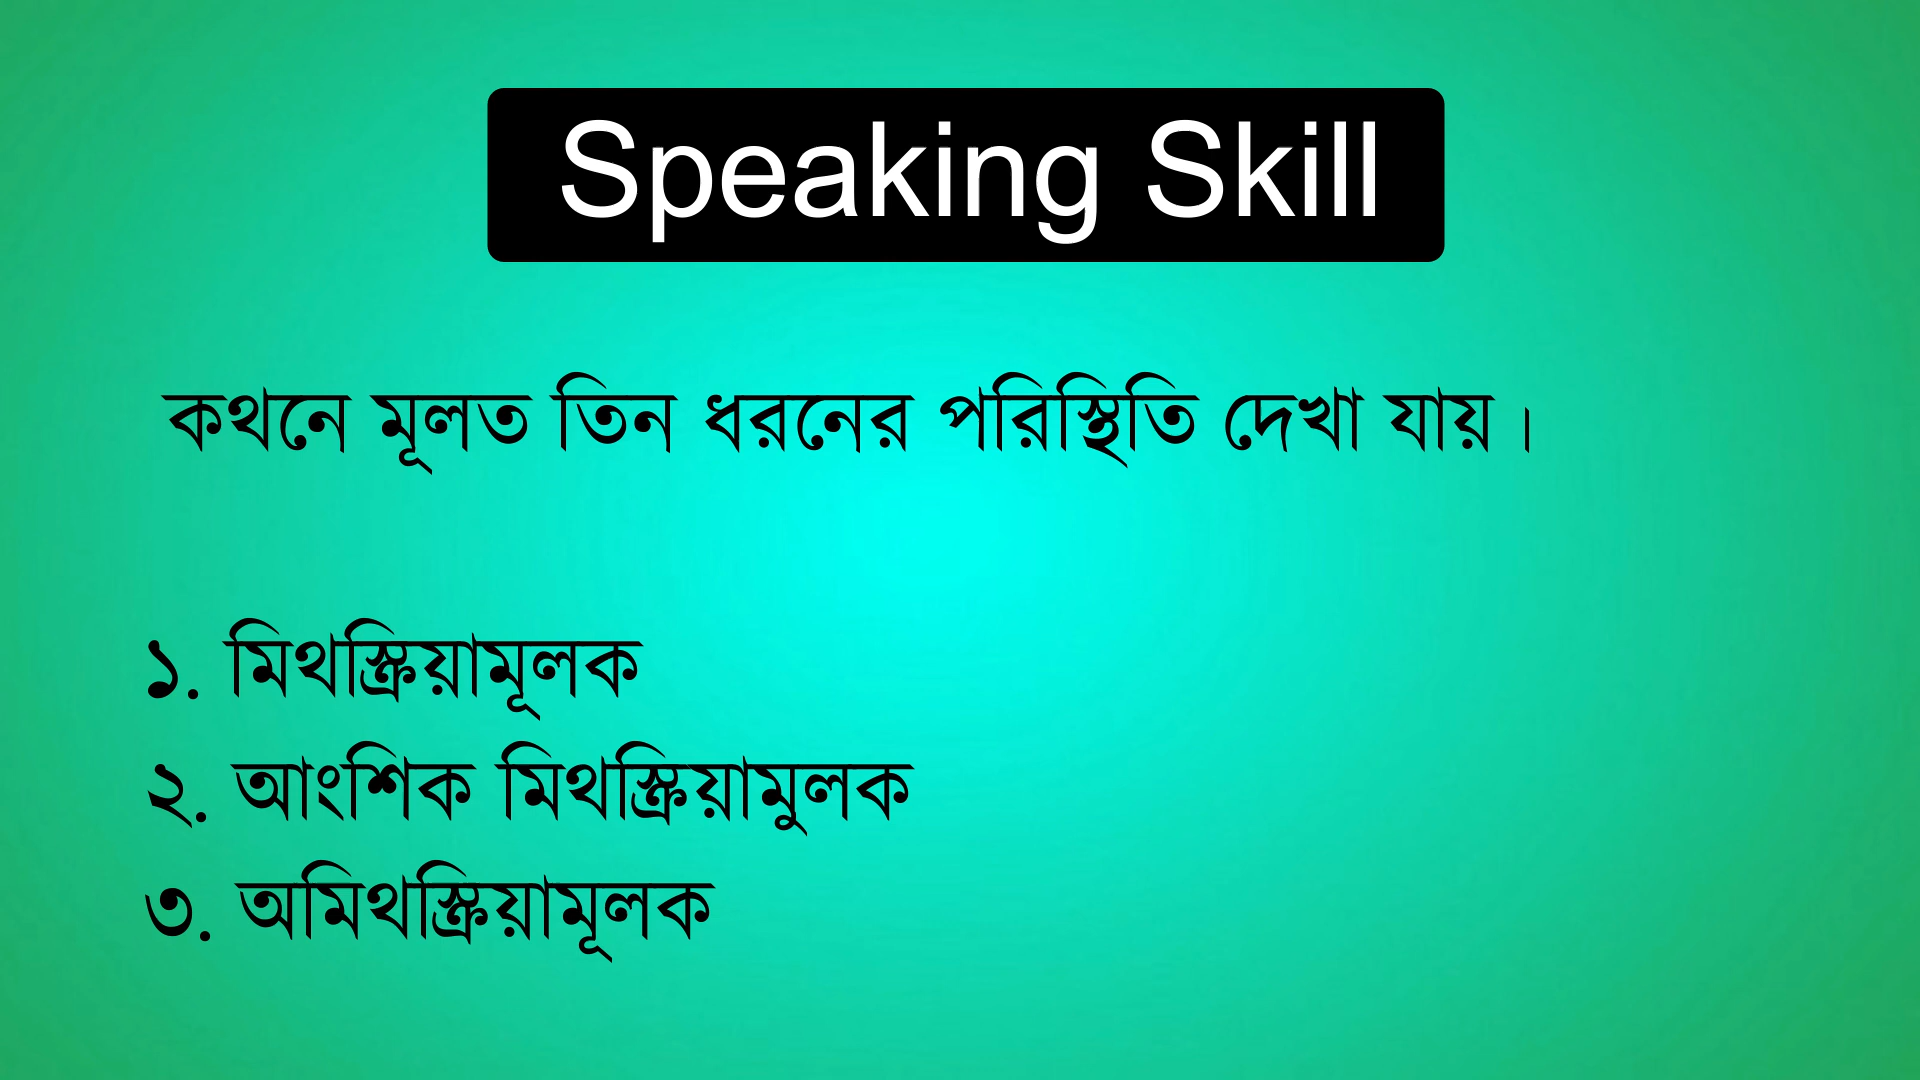 Speaking Skill
কথনে মূলত তিন ধরনের পরিস্থিতি দেখা যায়।
১. মিথস্ক্রিয়ামূলক
২. আংশিক মিথস্ক্রিয়ামুলক
৩. অমিথস্ক্রিয়ামূলক